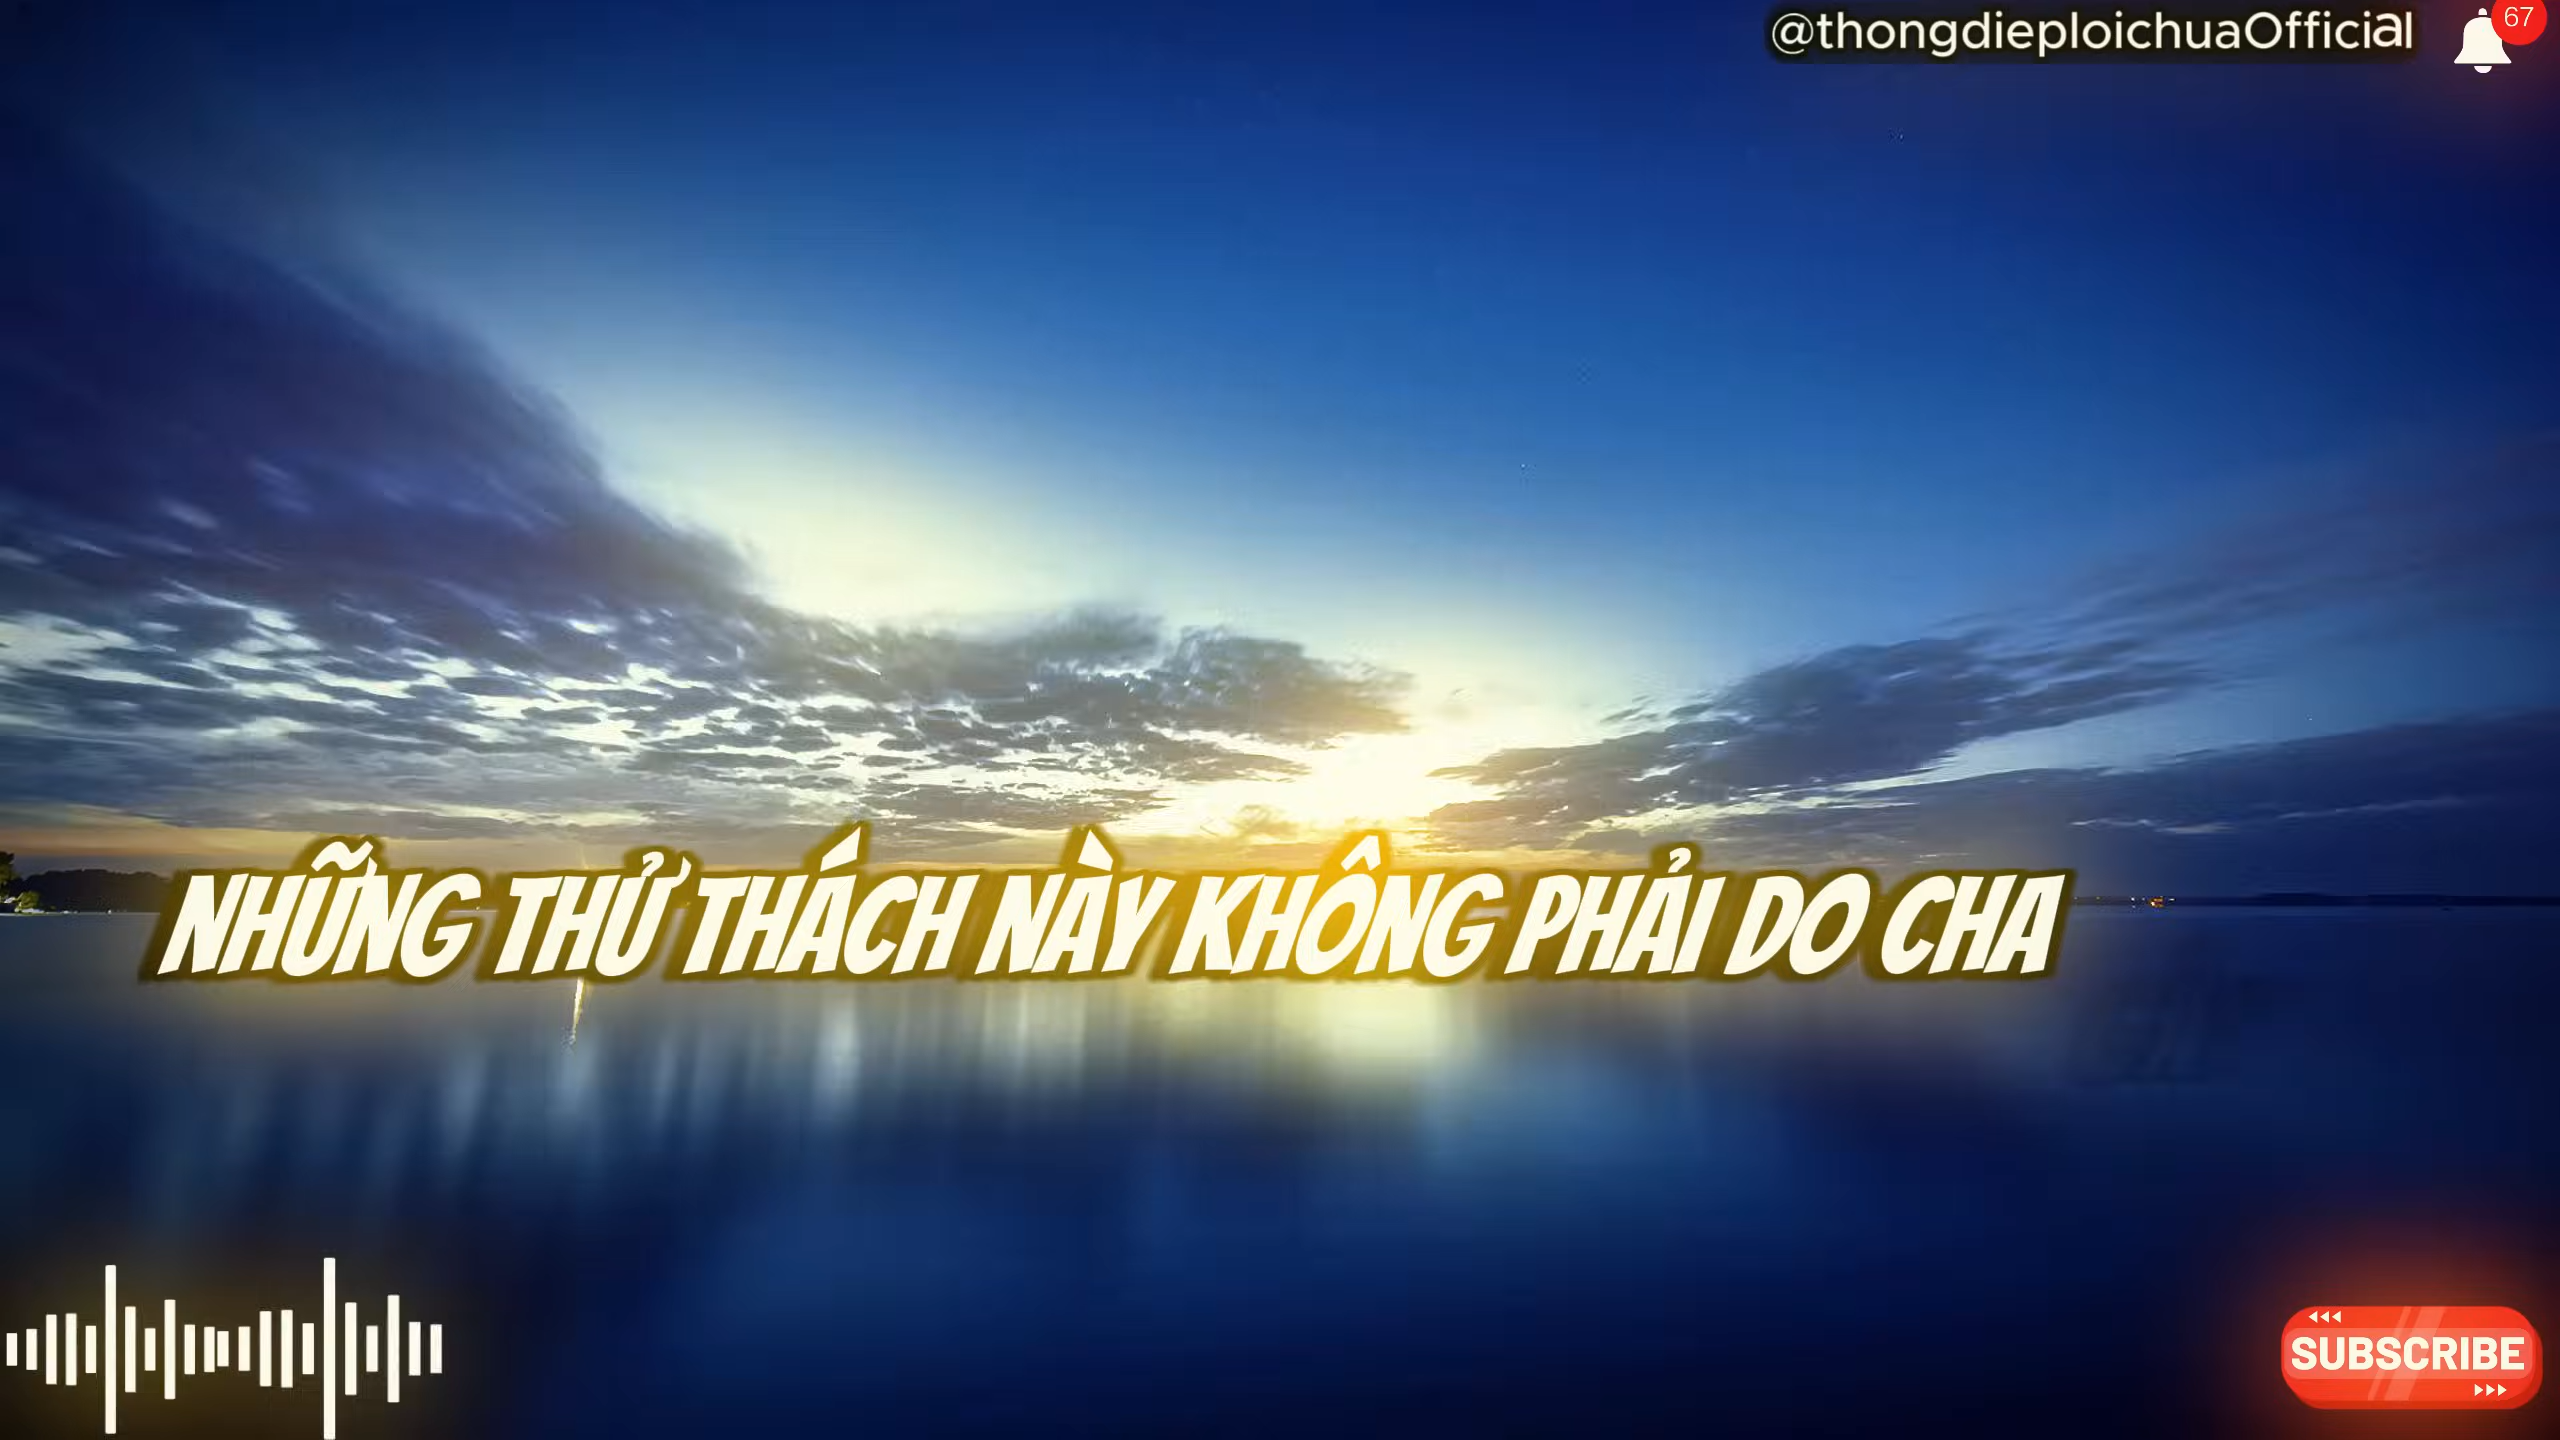 @thongdieploichuaOfficial
67
NHỮNG THỬ THÁCH NÀY KHÔNG PHẢI DO CHA
SUBSCRIBE